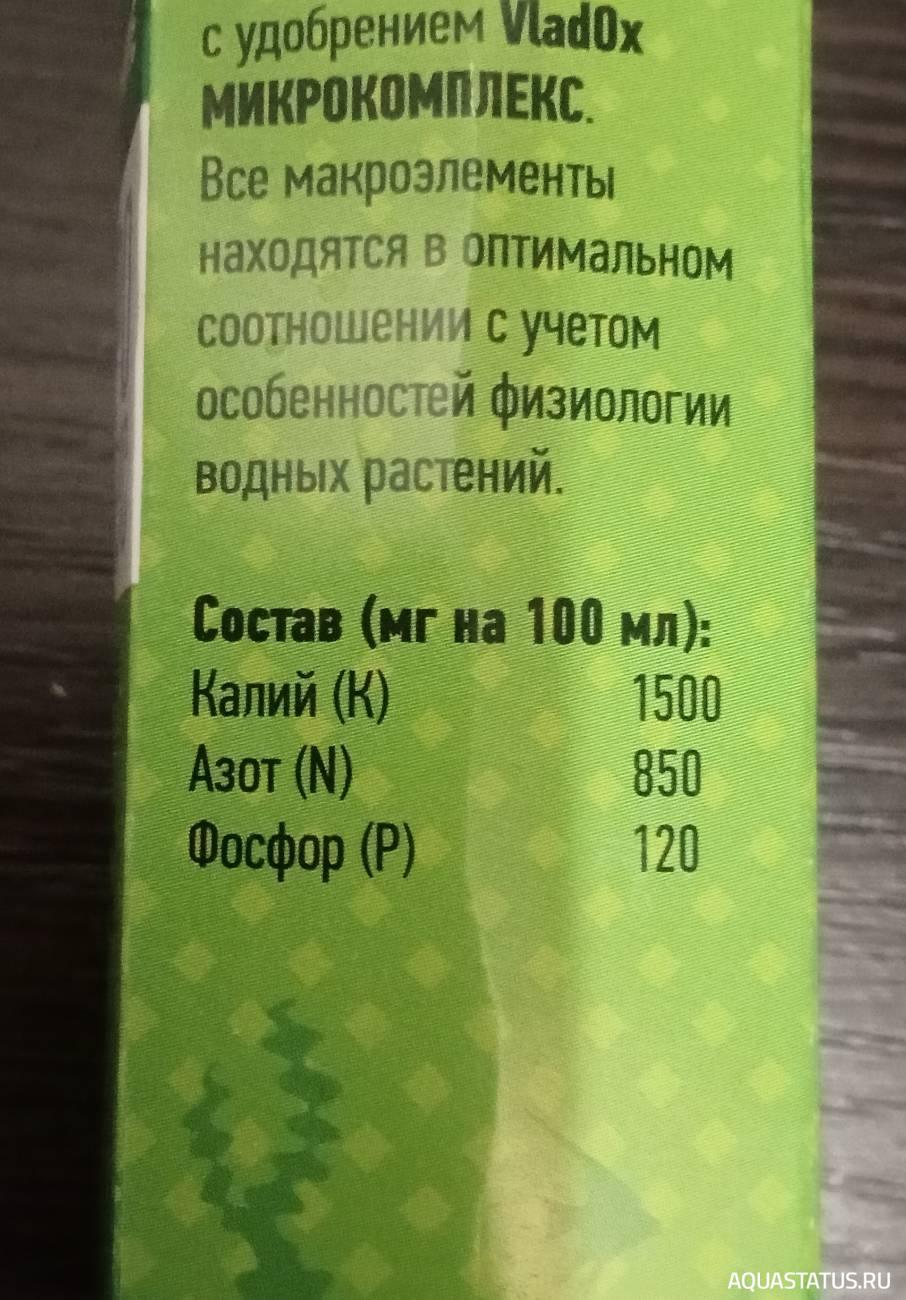 с удобрением VladOx
МИКРОКОМПЛЕКС.
Все макроэлементы
находятся в оптимальном
соотношении с учетом
особенностей физиологии
водных растений.
Состав (мг на 100 мл):
Калий (К) 1500
Азот (N) 850
Фосфор (P) 120
AQUASTATUS.RU